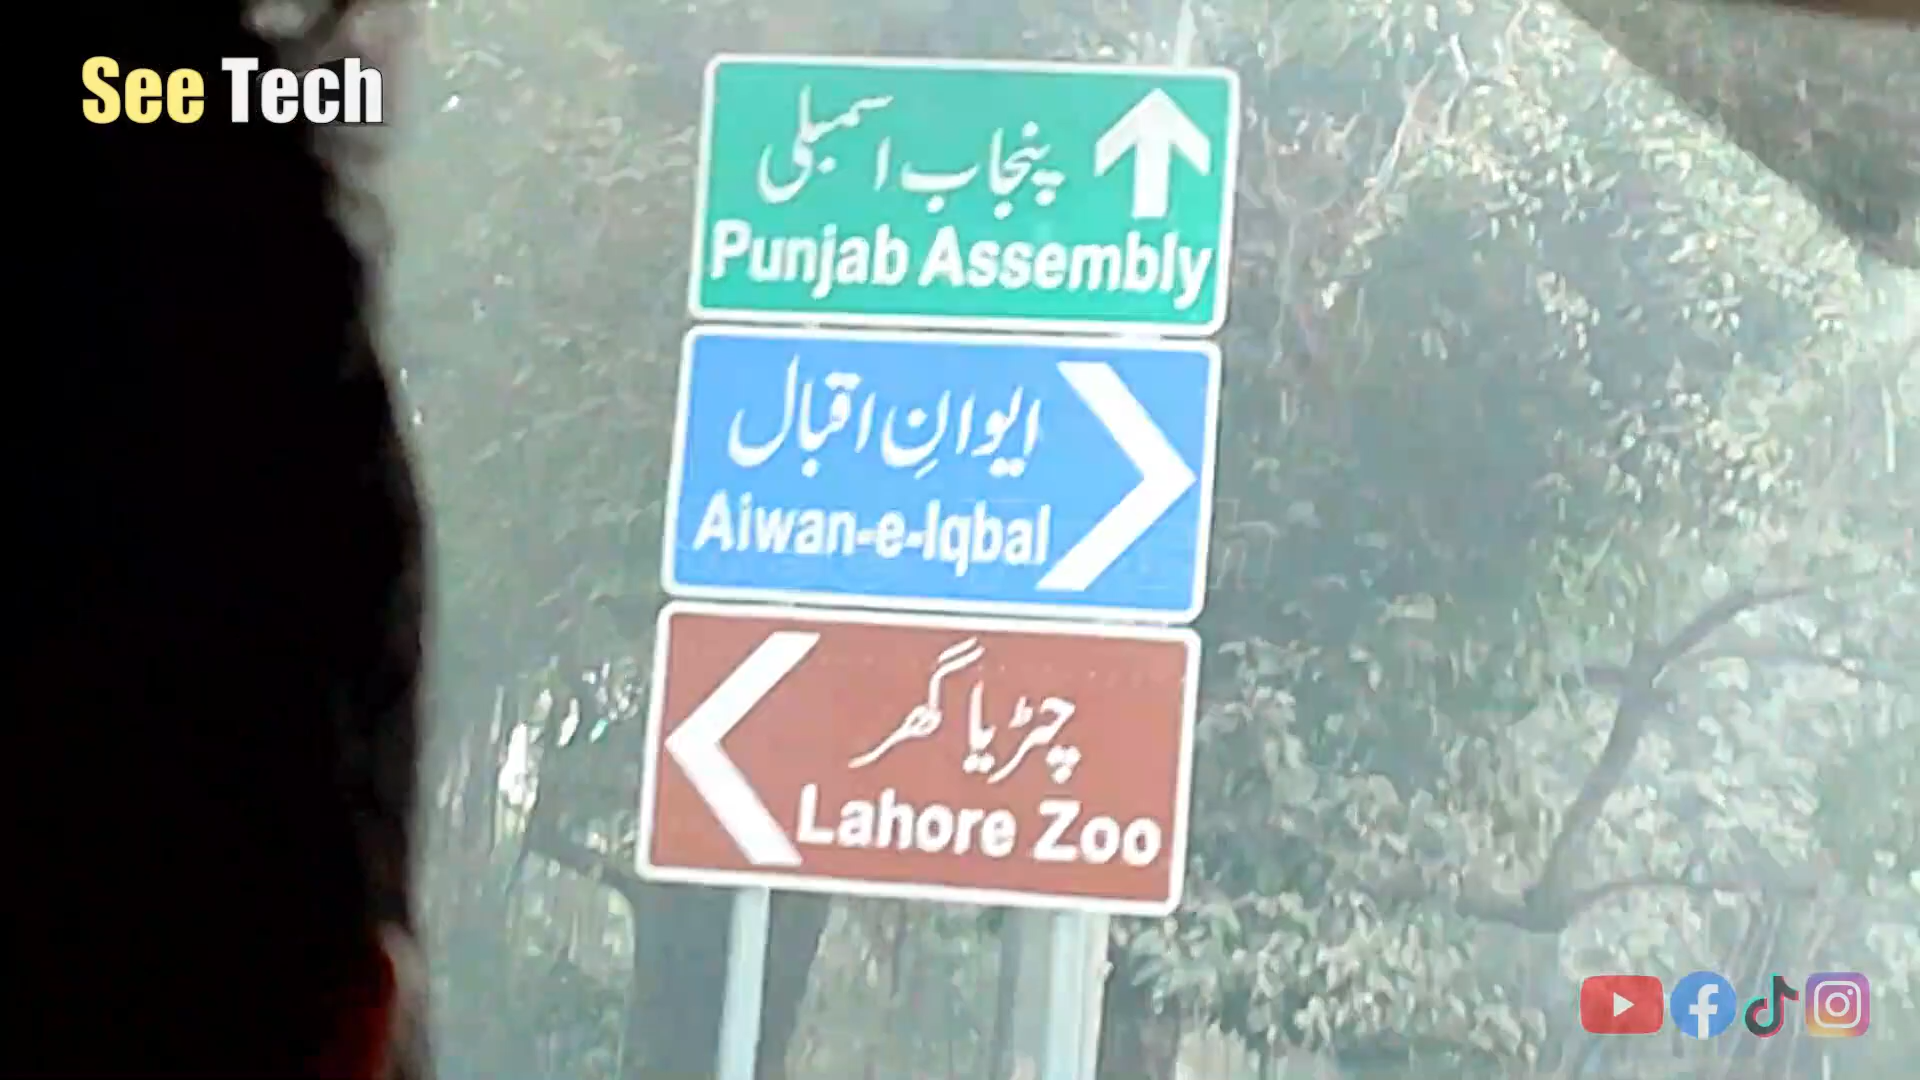 See Tech
پنجاب اسمبلی
Punjab Assembly
ایوانِ اقبال
Aiwan-e-Iqbal
چڑیا گھر
Lahore Zoo